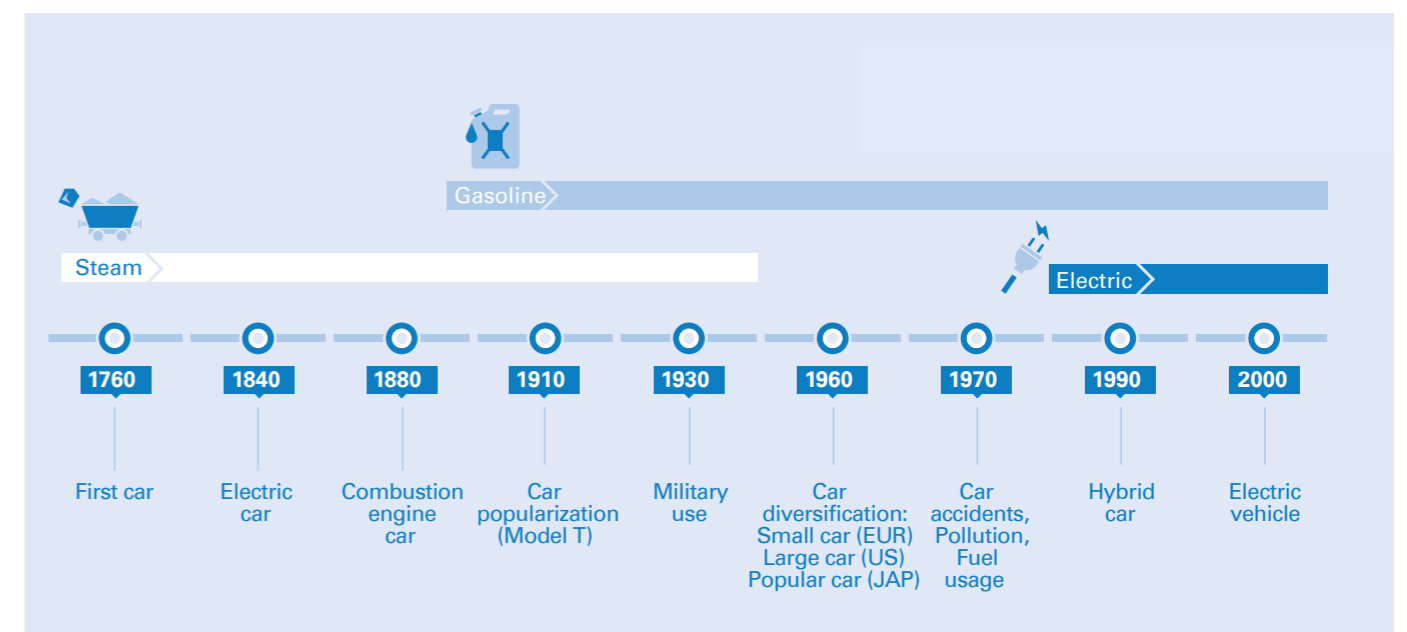 Gasoline
Steam
Electric
1760
1840
1880
1910
1930
1960
1970
1990
2000
First car
Electric
car
Combustion
engine
car
Car
popularization
(Model T)
Military
use
Car
diversification:
Small car (EUR)
Large car (US)
Popular car (JAP)
Car
accidents,
Pollution,
Fuel
usage
Hybrid
car
Electric
vehicle